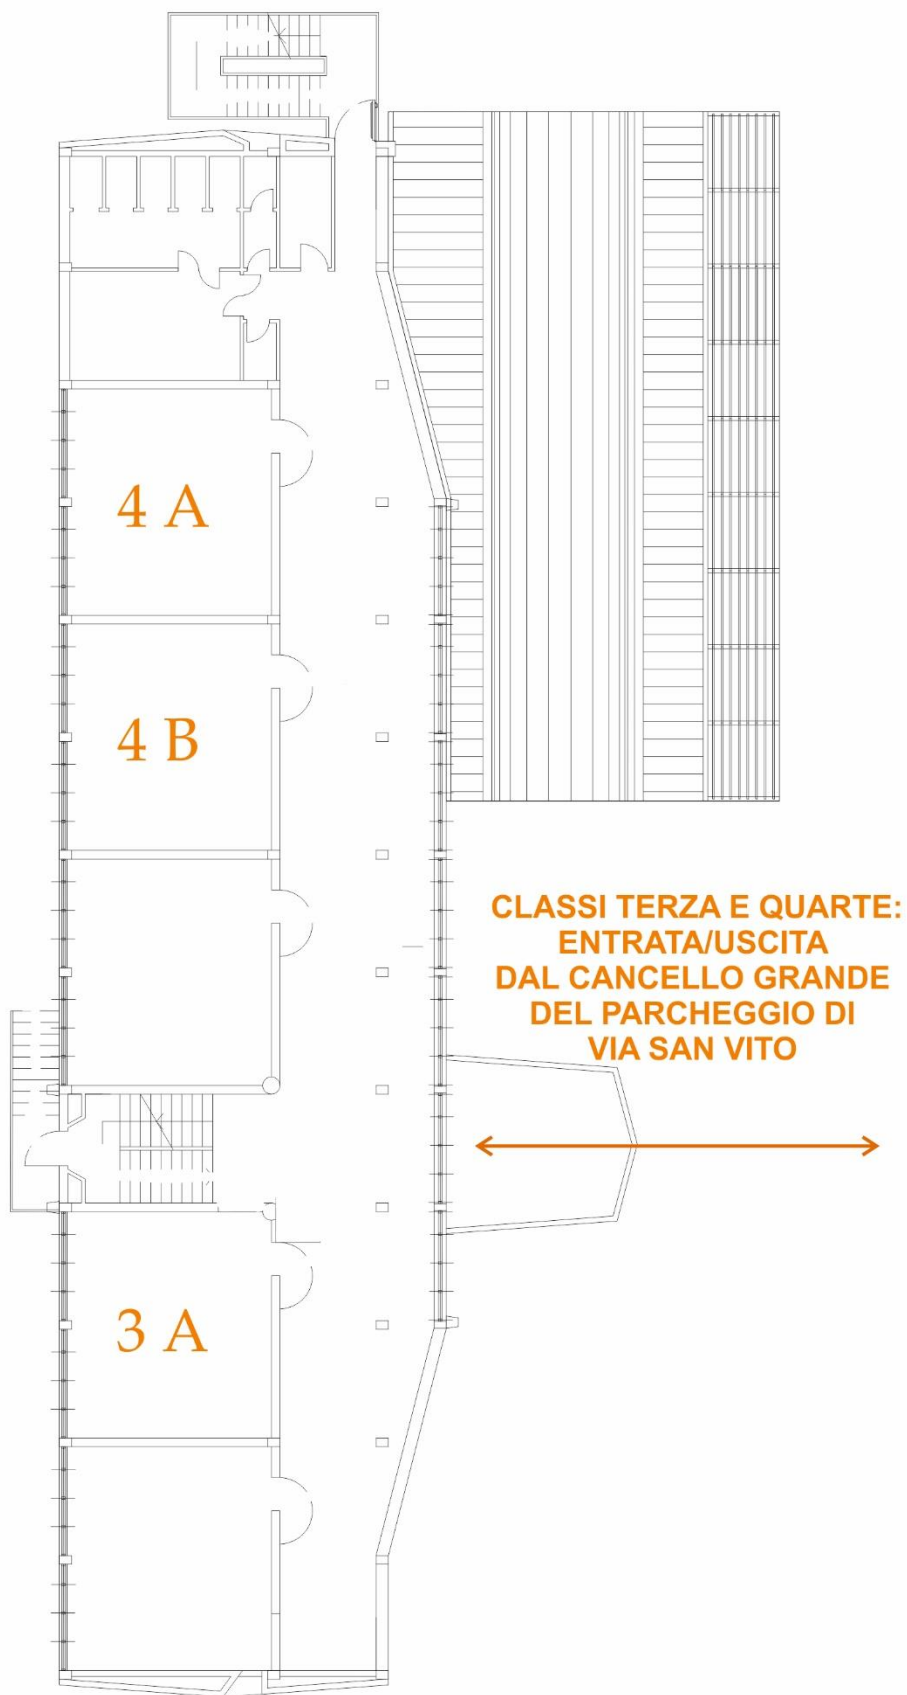 4 A
4 B
CLASSI TERZA E QUARTE:
ENTRATA/USCITA
DAL CANCELLO GRANDE
DEL PARCHEGGIO DI
VIA SAN VITO
3 A